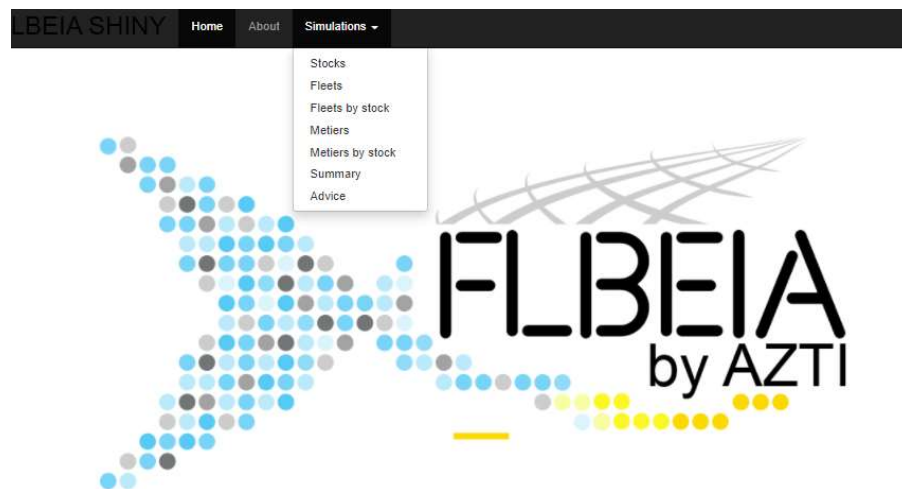 LBEIA SHINY Home About Simulations
Stocks
Fleets
Fleets by stock
Metiers
Metiers by stock
Summary
Advice
FLBEIA
by AZTI